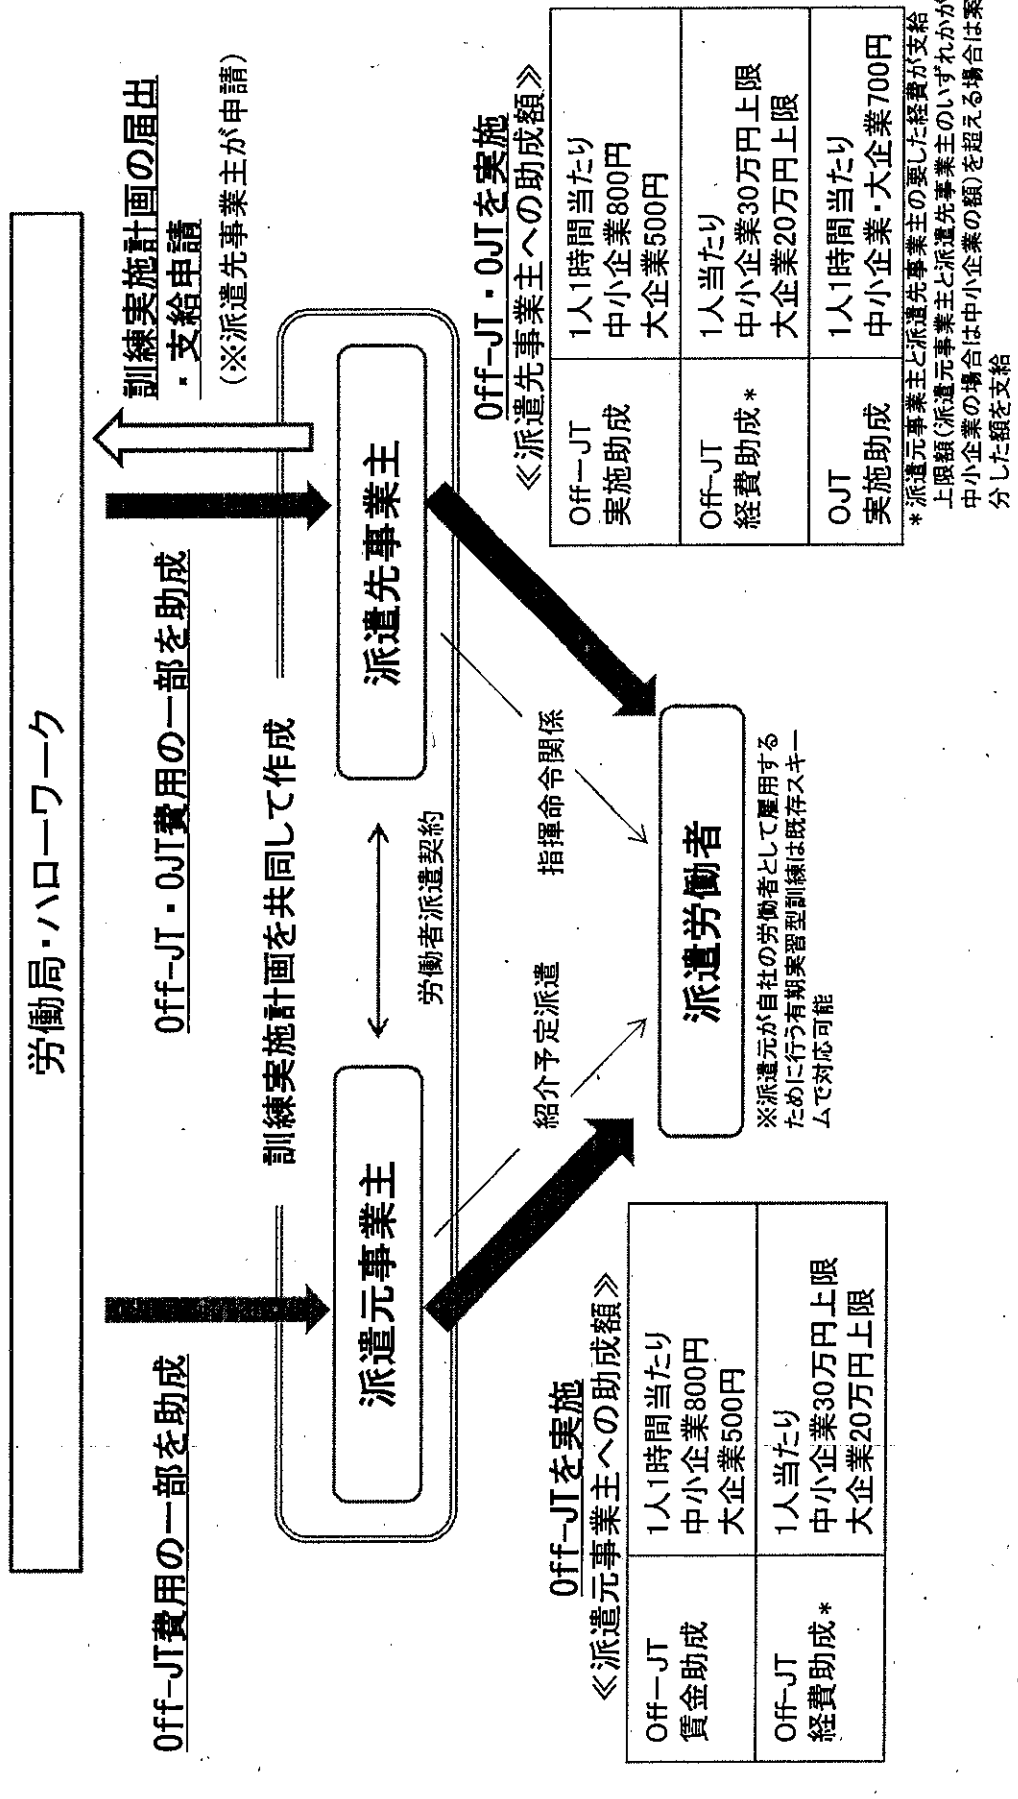 労働局・ハローワーク
Off-JT費用の一部を助成
Off-JT・OJT費用の一部を助成
訓練実施計画の届出
・支給申請
(※派遣先事業主が申請)
訓練実施計画を共同して作成
派遣元事業主
派遣先事業主
労働者派遣契約
紹介予定派遣
指揮命令関係
派遣労働者
※派遣元が自社の労働者として雇用する
ために行う有期実習型訓練は既存スキー
ムで対応可能
Off-JTを実施
≪派遣元事業主への助成額≫
Off-JT
賃金助成
1人1時間当たり
中小企業800円
大企業500円
Off-JT
経費助成*
1人当たり
中小企業30万円上限
大企業20万円上限
Off-JT・OJTを実施
≪派遣先事業主への助成額≫
Off-JT
実施助成
1人1時間当たり
中小企業800円
大企業500円
Off-JT
経費助成*
1人当たり
中小企業30万円上限
大企業20万円上限
OJT
実施助成
1人1時間当たり
中小企業・大企業700円
*派遣元事業主と派遣先事業主の要した経費が支給
上限額(派遣元事業主と派遣先事業主のいずれかが
中小企業の場合は中小企業の額)を超える場合は案
分した額を支給